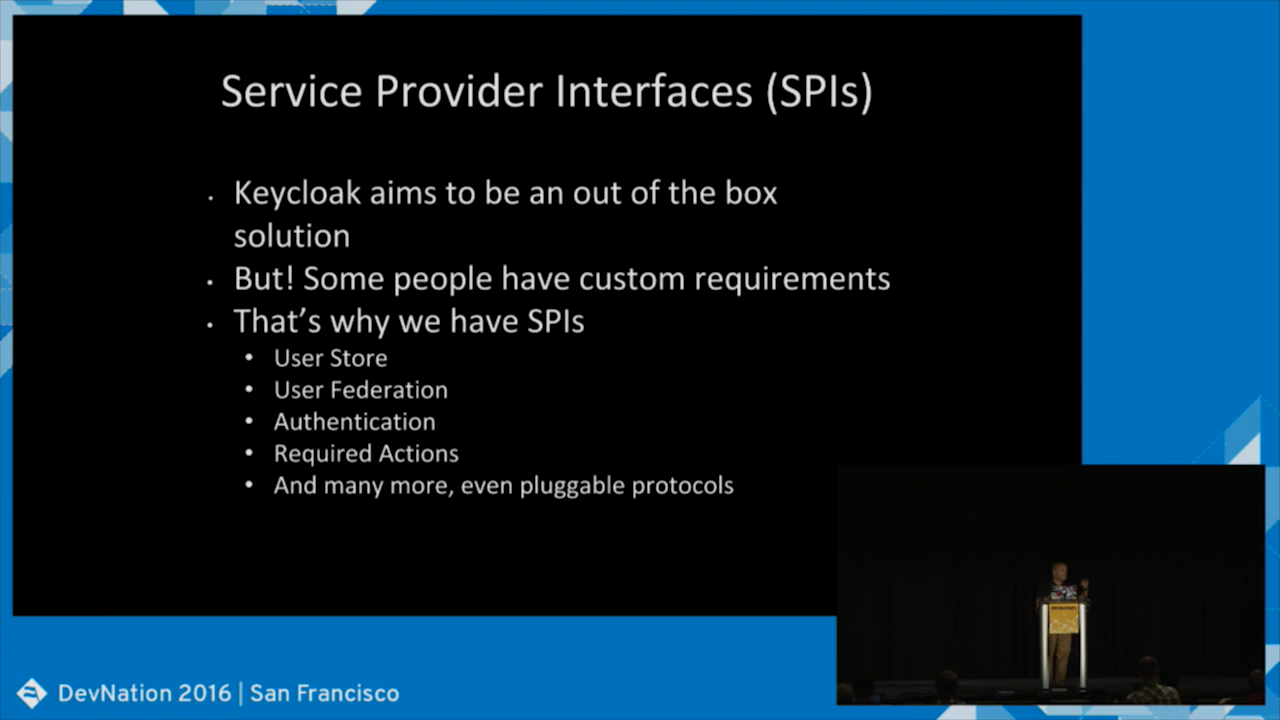 Service Provider Interfaces (SPIs)
Keycloak aims to be an out of the box
solution
But! Some people have custom requirements
That's why we have SPIs
User Store
User Federation
Authentication
Required Actions
And many more, even pluggable protocols
DevNation 2016 | San Francisco